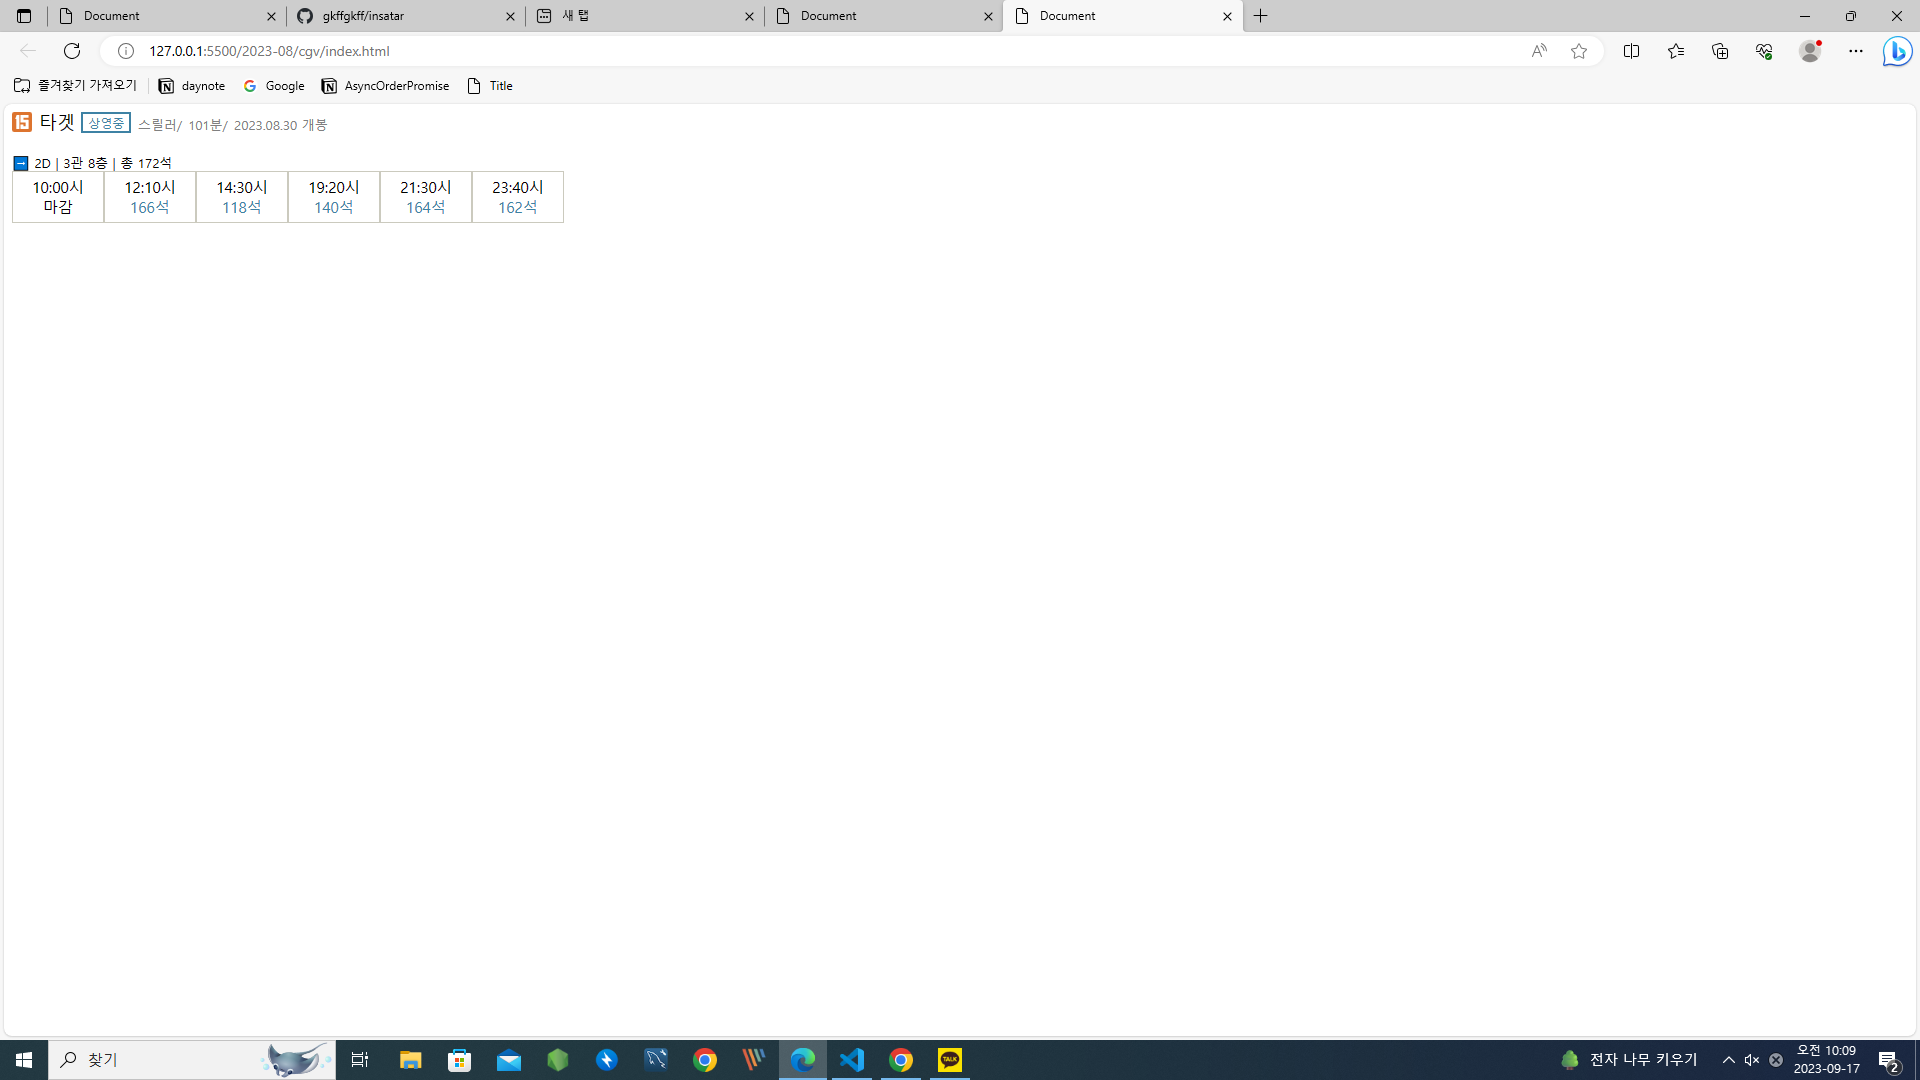 Document
gkffgkff/insatar
새 탭
Document
Document
127.0.0.1:5500/2023-08/cgv/index.html
즐겨찾기 가져오기 daynote Google AsyncOrderPromise Title
15 타겟 상영중 스릴러/ 101분/ 2023.08.30 개봉
2D | 3관 8층 | 총 172석
10:00시 12:10시 14:30시 19:20시 21:30시 23:40시
마감 166석 118석 140석 164석 162석
찾기
TALK
전자 나무 키우기
오전 10:09
2023-09-17
2